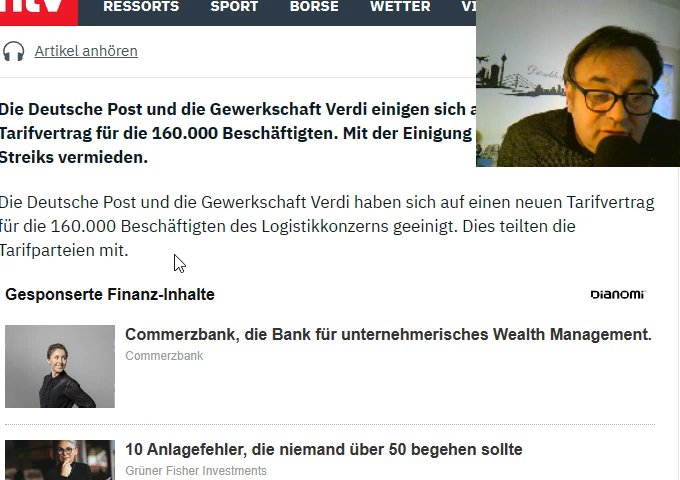 ntv
RESSORTS SPORT BÖRSE WETTER
Artikel anhören
Die Deutsche Post und die Gewerkschaft Verdi einigen sich
Tarifvertrag für die 160.000 Beschäftigten. Mit der Einigung
Streiks vermieden.
Die Deutsche Post und die Gewerkschaft Verdi haben sich auf einen neuen Tarifvertrag
für die 160.000 Beschäftigten des Logistikkonzerns geeinigt. Dies teilten die
Tarifparteien mit.
Gesponserte Finanz-Inhalte
DIANOMI
Commerzbank, die Bank für unternehmerisches Wealth Management.
Commerzbank
10 Anlagefehler, die niemand über 50 begehen sollte
Grüner Fisher Investments